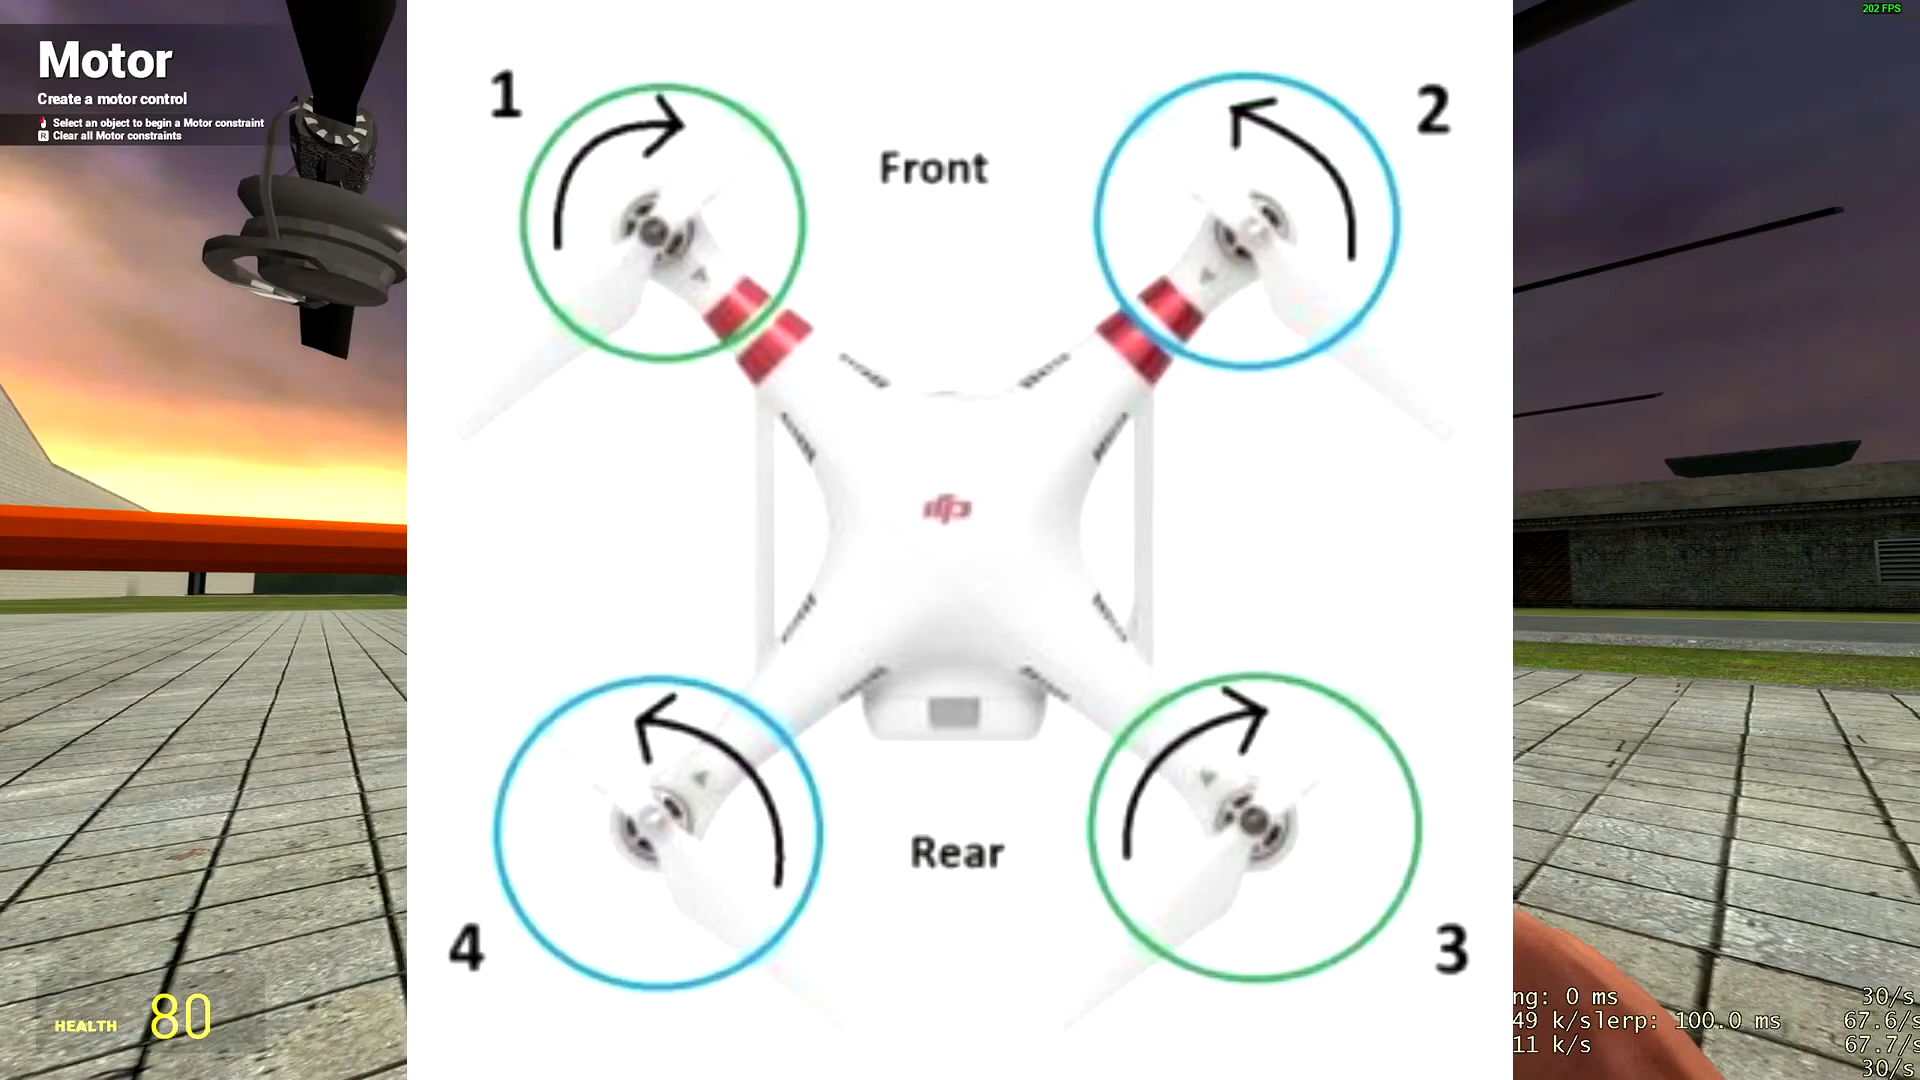 202 FPS
Motor
Create a motor control
Select an object to begin a Motor constraint
R Clear all Motor constraints
1
2
Front
Rear
4
3
HEALTH 80
ng: 0 ms 30/s
49 k/s lerp: 100.0 ms 67.6/s
11 k/s 67.7/s
30/s